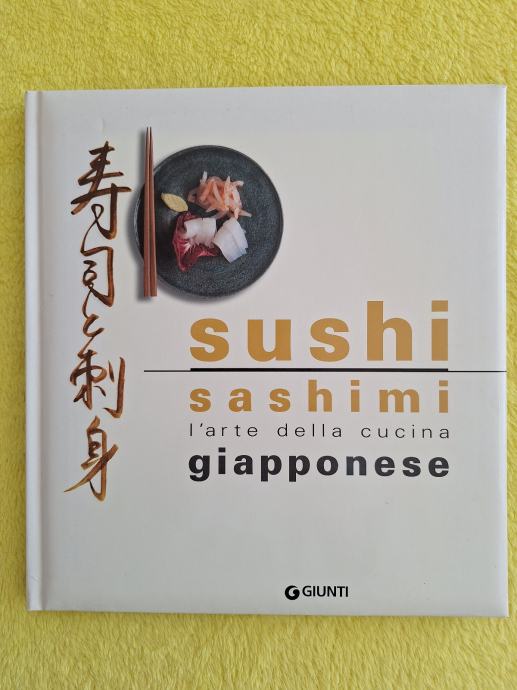 寿司と刺身
sushi
sashimi
l'arte della cucina
giapponese
GIUNTI